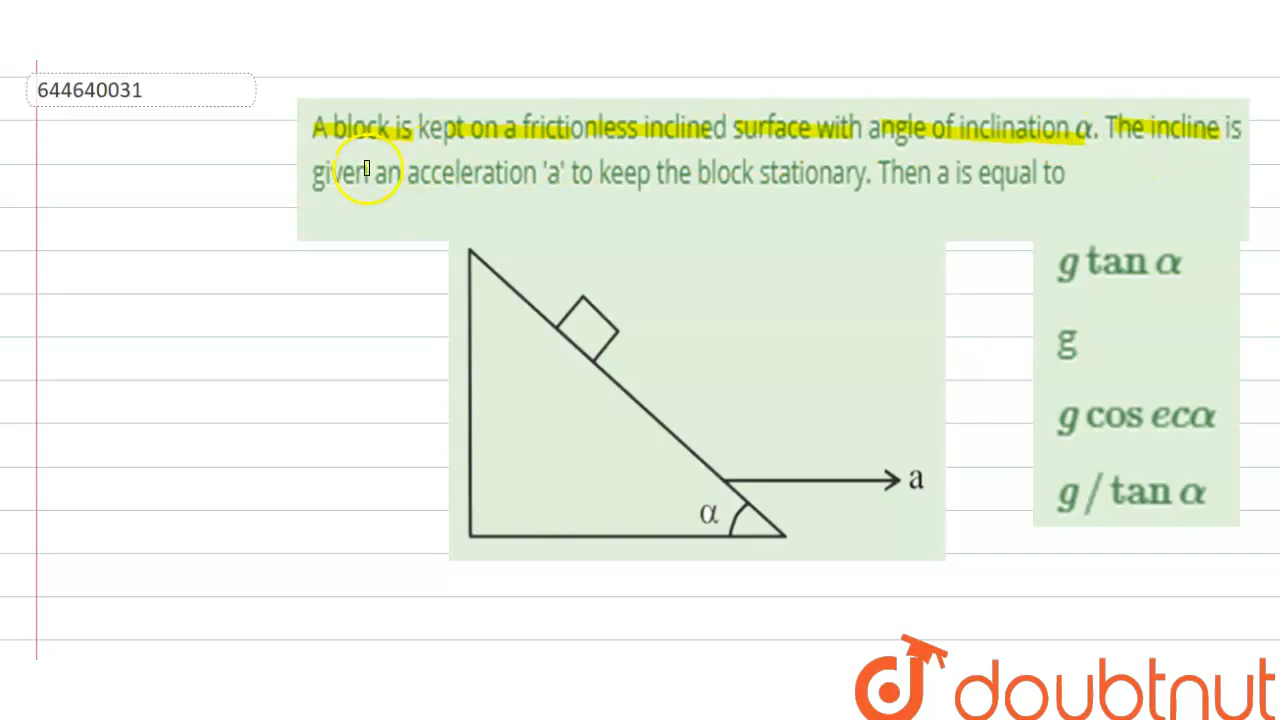 644640031
A block is kept on a frictionless inclined surface with angle of inclination α. The incline is
given an acceleration 'a' to keep the block stationary. Then a is equal to
g tan α
g
g cos ecα
g / tan α
a
α
doubtnut